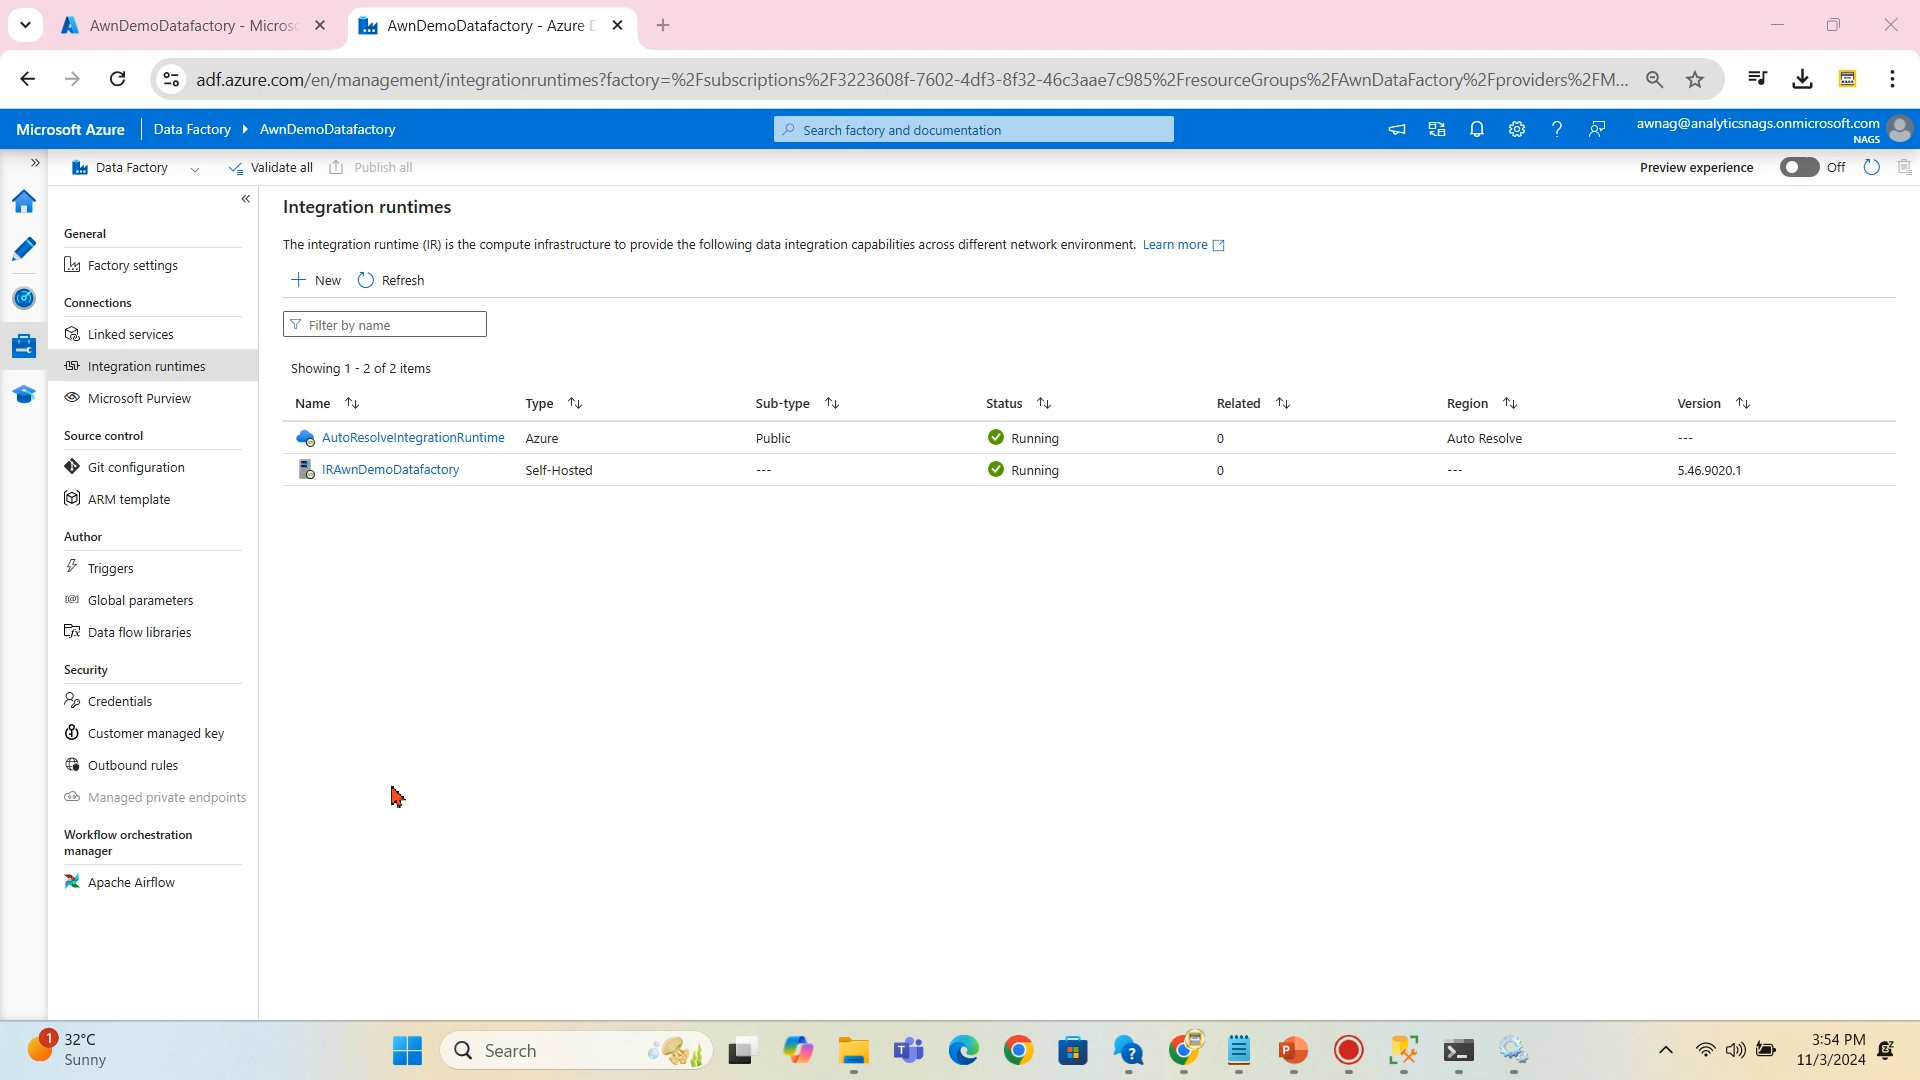 AwnDemoDatafactory - Micros
AwnDemoDatafactory - Azure D
adf.azure.com/en/management/integrationruntimes?factory=%2Fsubscriptions%2F3223608f-7602-4df3-8f32-46c3aae7c985%2FresourceGroups%2FAwnDataFactory%2Fproviders%2FM...
Microsoft Azure
Data Factory
AwnDemoDatafactory
Search factory and documentation
awnag@analyticsnags.onmicrosoft.com
NAGS
Data Factory
Validate all
Publish all
Preview experience
Off
General
Factory settings
Connections
Linked services
Integration runtimes
Microsoft Purview
Source control
Git configuration
ARM template
Author
Triggers
Global parameters
Data flow libraries
Security
Credentials
Customer managed key
Outbound rules
Managed private endpoints
Workflow orchestration
manager
Apache Airflow
Integration runtimes
The integration runtime (IR) is the compute infrastructure to provide the following data integration capabilities across different network environment. Learn more
New Refresh
Filter by name
Showing 1 - 2 of 2 items
Name Type Sub-type Status Related Region Version
AutoResolveIntegrationRuntime Azure Public Running 0 Auto Resolve ---
IRAwnDemoDatafactory Self-Hosted --- Running 0 --- 5.46.9020.1
1
32°C
Sunny
Search
3:54 PM
11/3/2024